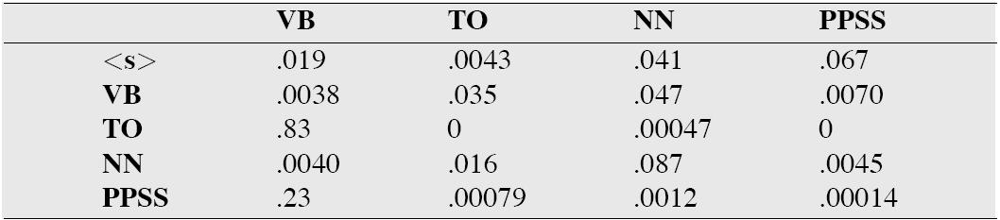 VB TO NN PPSS
<s> .019 .0043 .041 .067
VB .0038 .035 .047 .0070
TO .83 0 .00047 0
NN .0040 .016 .087 .0045
PPSS .23 .00079 .0012 .00014